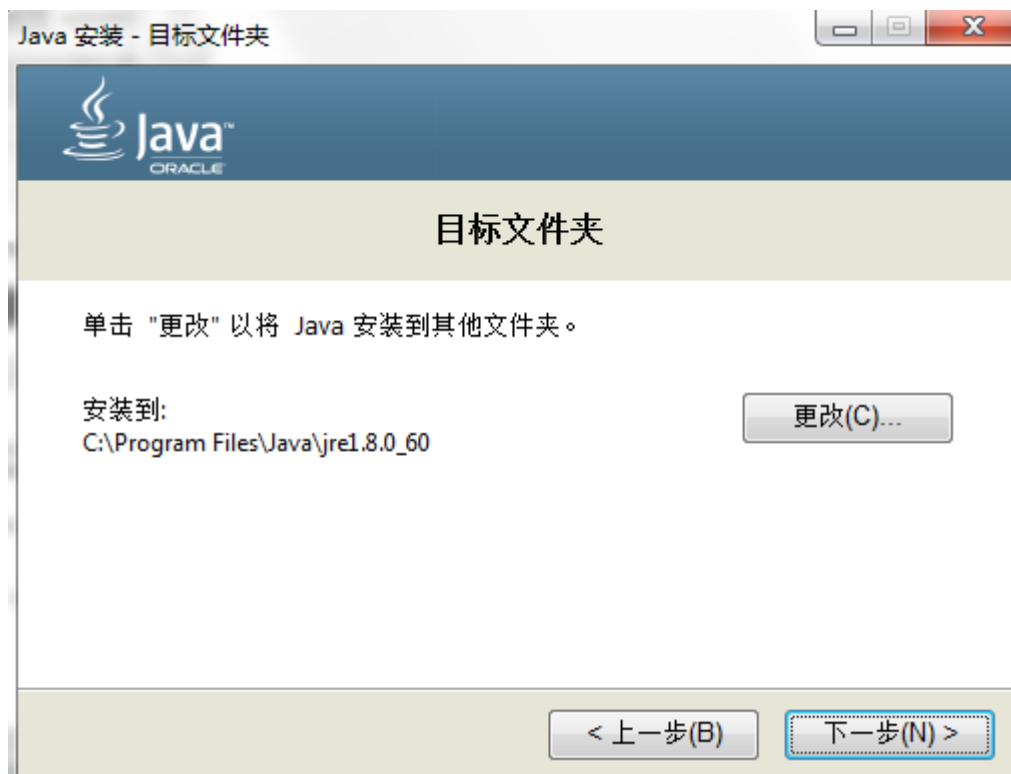 Java 安装 - 目标文件夹
Java™
ORACLE
目标文件夹
单击 "更改" 以将 Java 安装到其他文件夹。
安装到:
更改(C)...
C:\Program Files\Java\jre1.8.0_60
< 上一步(B)
下一步(N) >